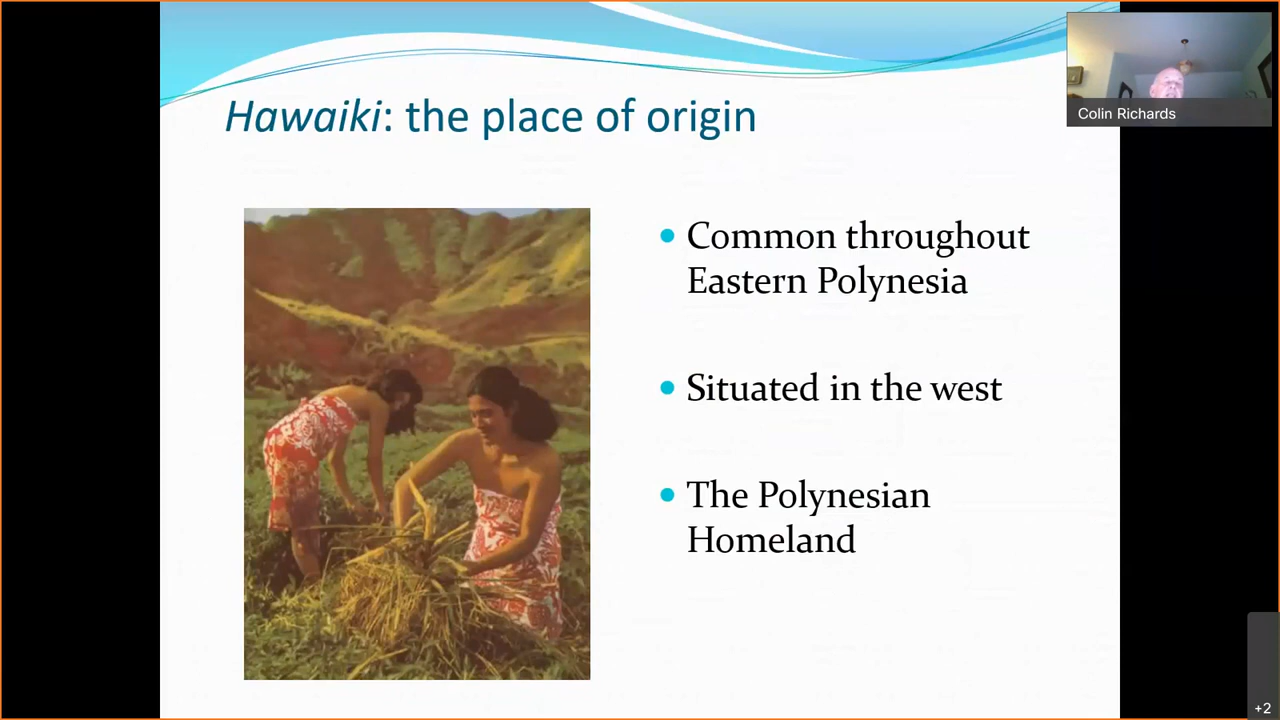 Hawaiki: the place of origin
Colin Richards
Common throughout
Eastern Polynesia
Situated in the west
The Polynesian
Homeland
+2